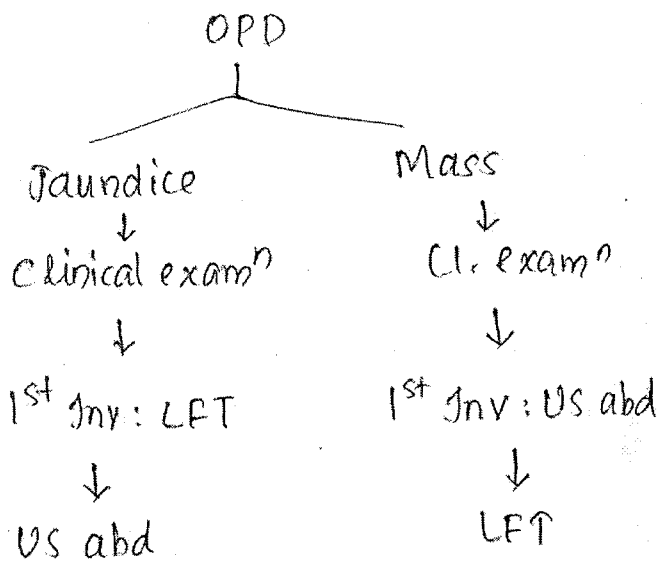 OPD
Jaundice
Mass
↓
↓
Clinical examⁿ
Cl. examⁿ
↓
↓
1st Inv: LFT
1st Inv: US abd
↓
↓
US abd
LFT